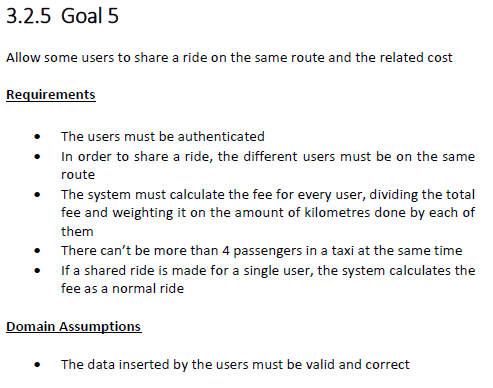 3.2.5 Goal 5
Allow some users to share a ride on the same route and the related cost
Requirements
• The users must be authenticated
• In order to share a ride, the different users must be on the same
route
• The system must calculate the fee for every user, dividing the total
fee and weighting it on the amount of kilometres done by each of
them
• There can't be more than 4 passengers in a taxi at the same time
• If a shared ride is made for a single user, the system calculates the
fee as a normal ride
Domain Assumptions
• The data inserted by the users must be valid and correct